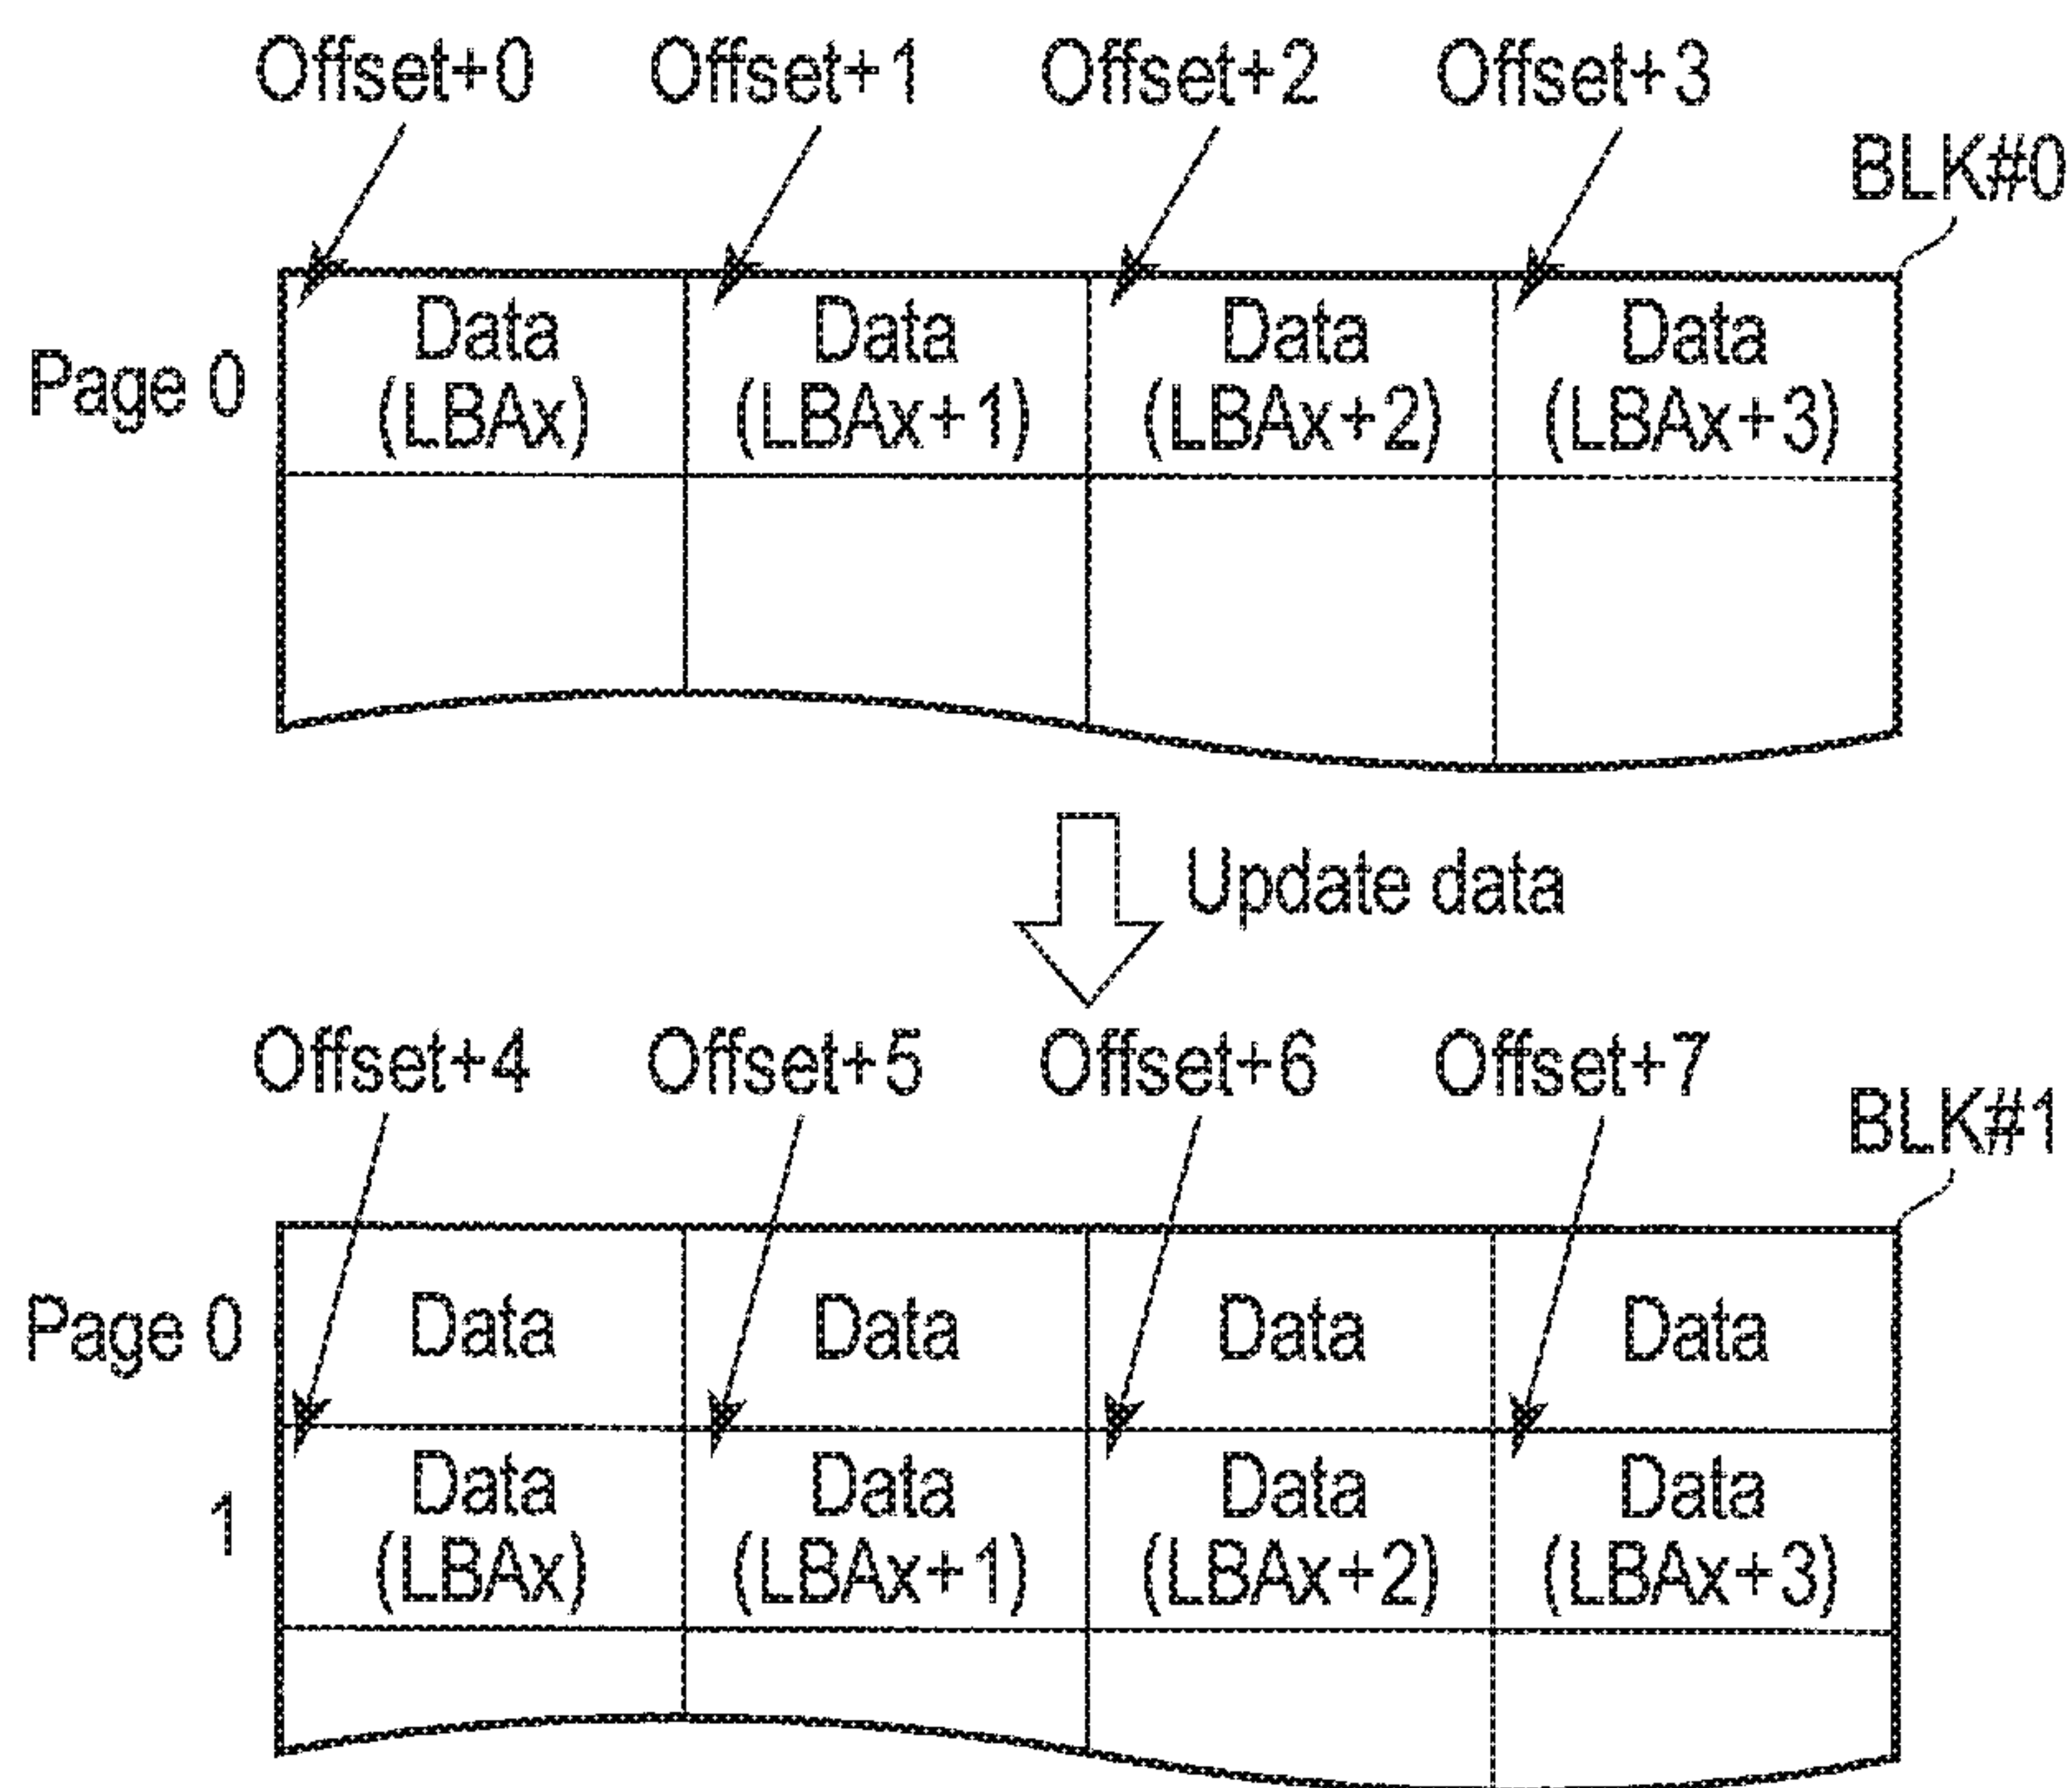 Offset+0 Offset+1 Offset+2 Offset+3
BLK#0
Page 0
Data Data Data Data
(LBAx) (LBAx+1) (LBAx+2) (LBAx+3)
Update data
Offset+4 Offset+5 Offset+6 Offset+7
BLK#1
Page 0 Data Data Data Data
1
Data Data Data Data
(LBAx) (LBAx+1) (LBAx+2) (LBAx+3)